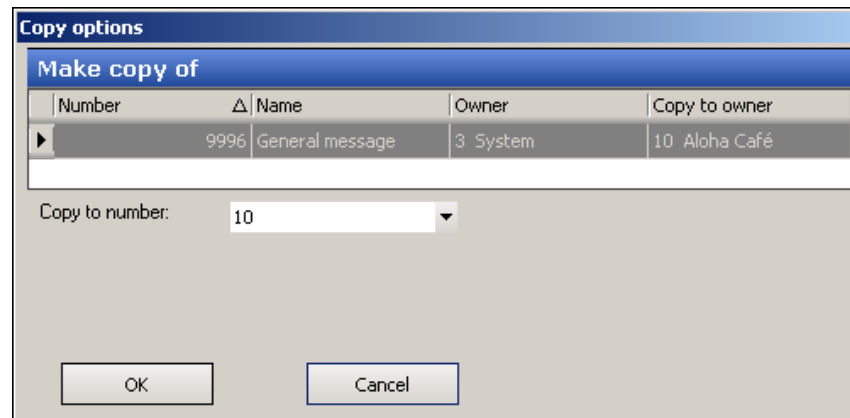 Copy options
Make copy of
Number Δ Name Owner Copy to owner
9996 General message 3 System 10 Aloha Café
Copy to number: 10
OK Cancel